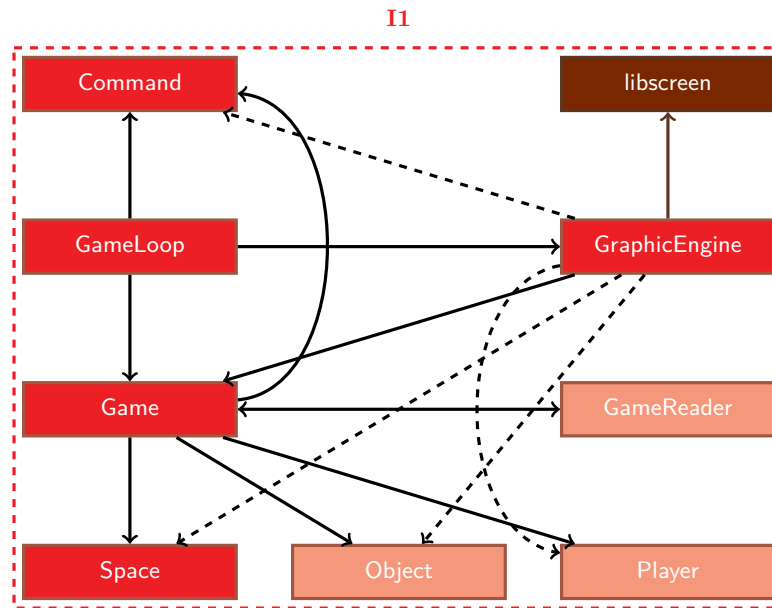 I1
Command
libscreen
GameLoop
GraphicEngine
Game
GameReader
Space
Object
Player